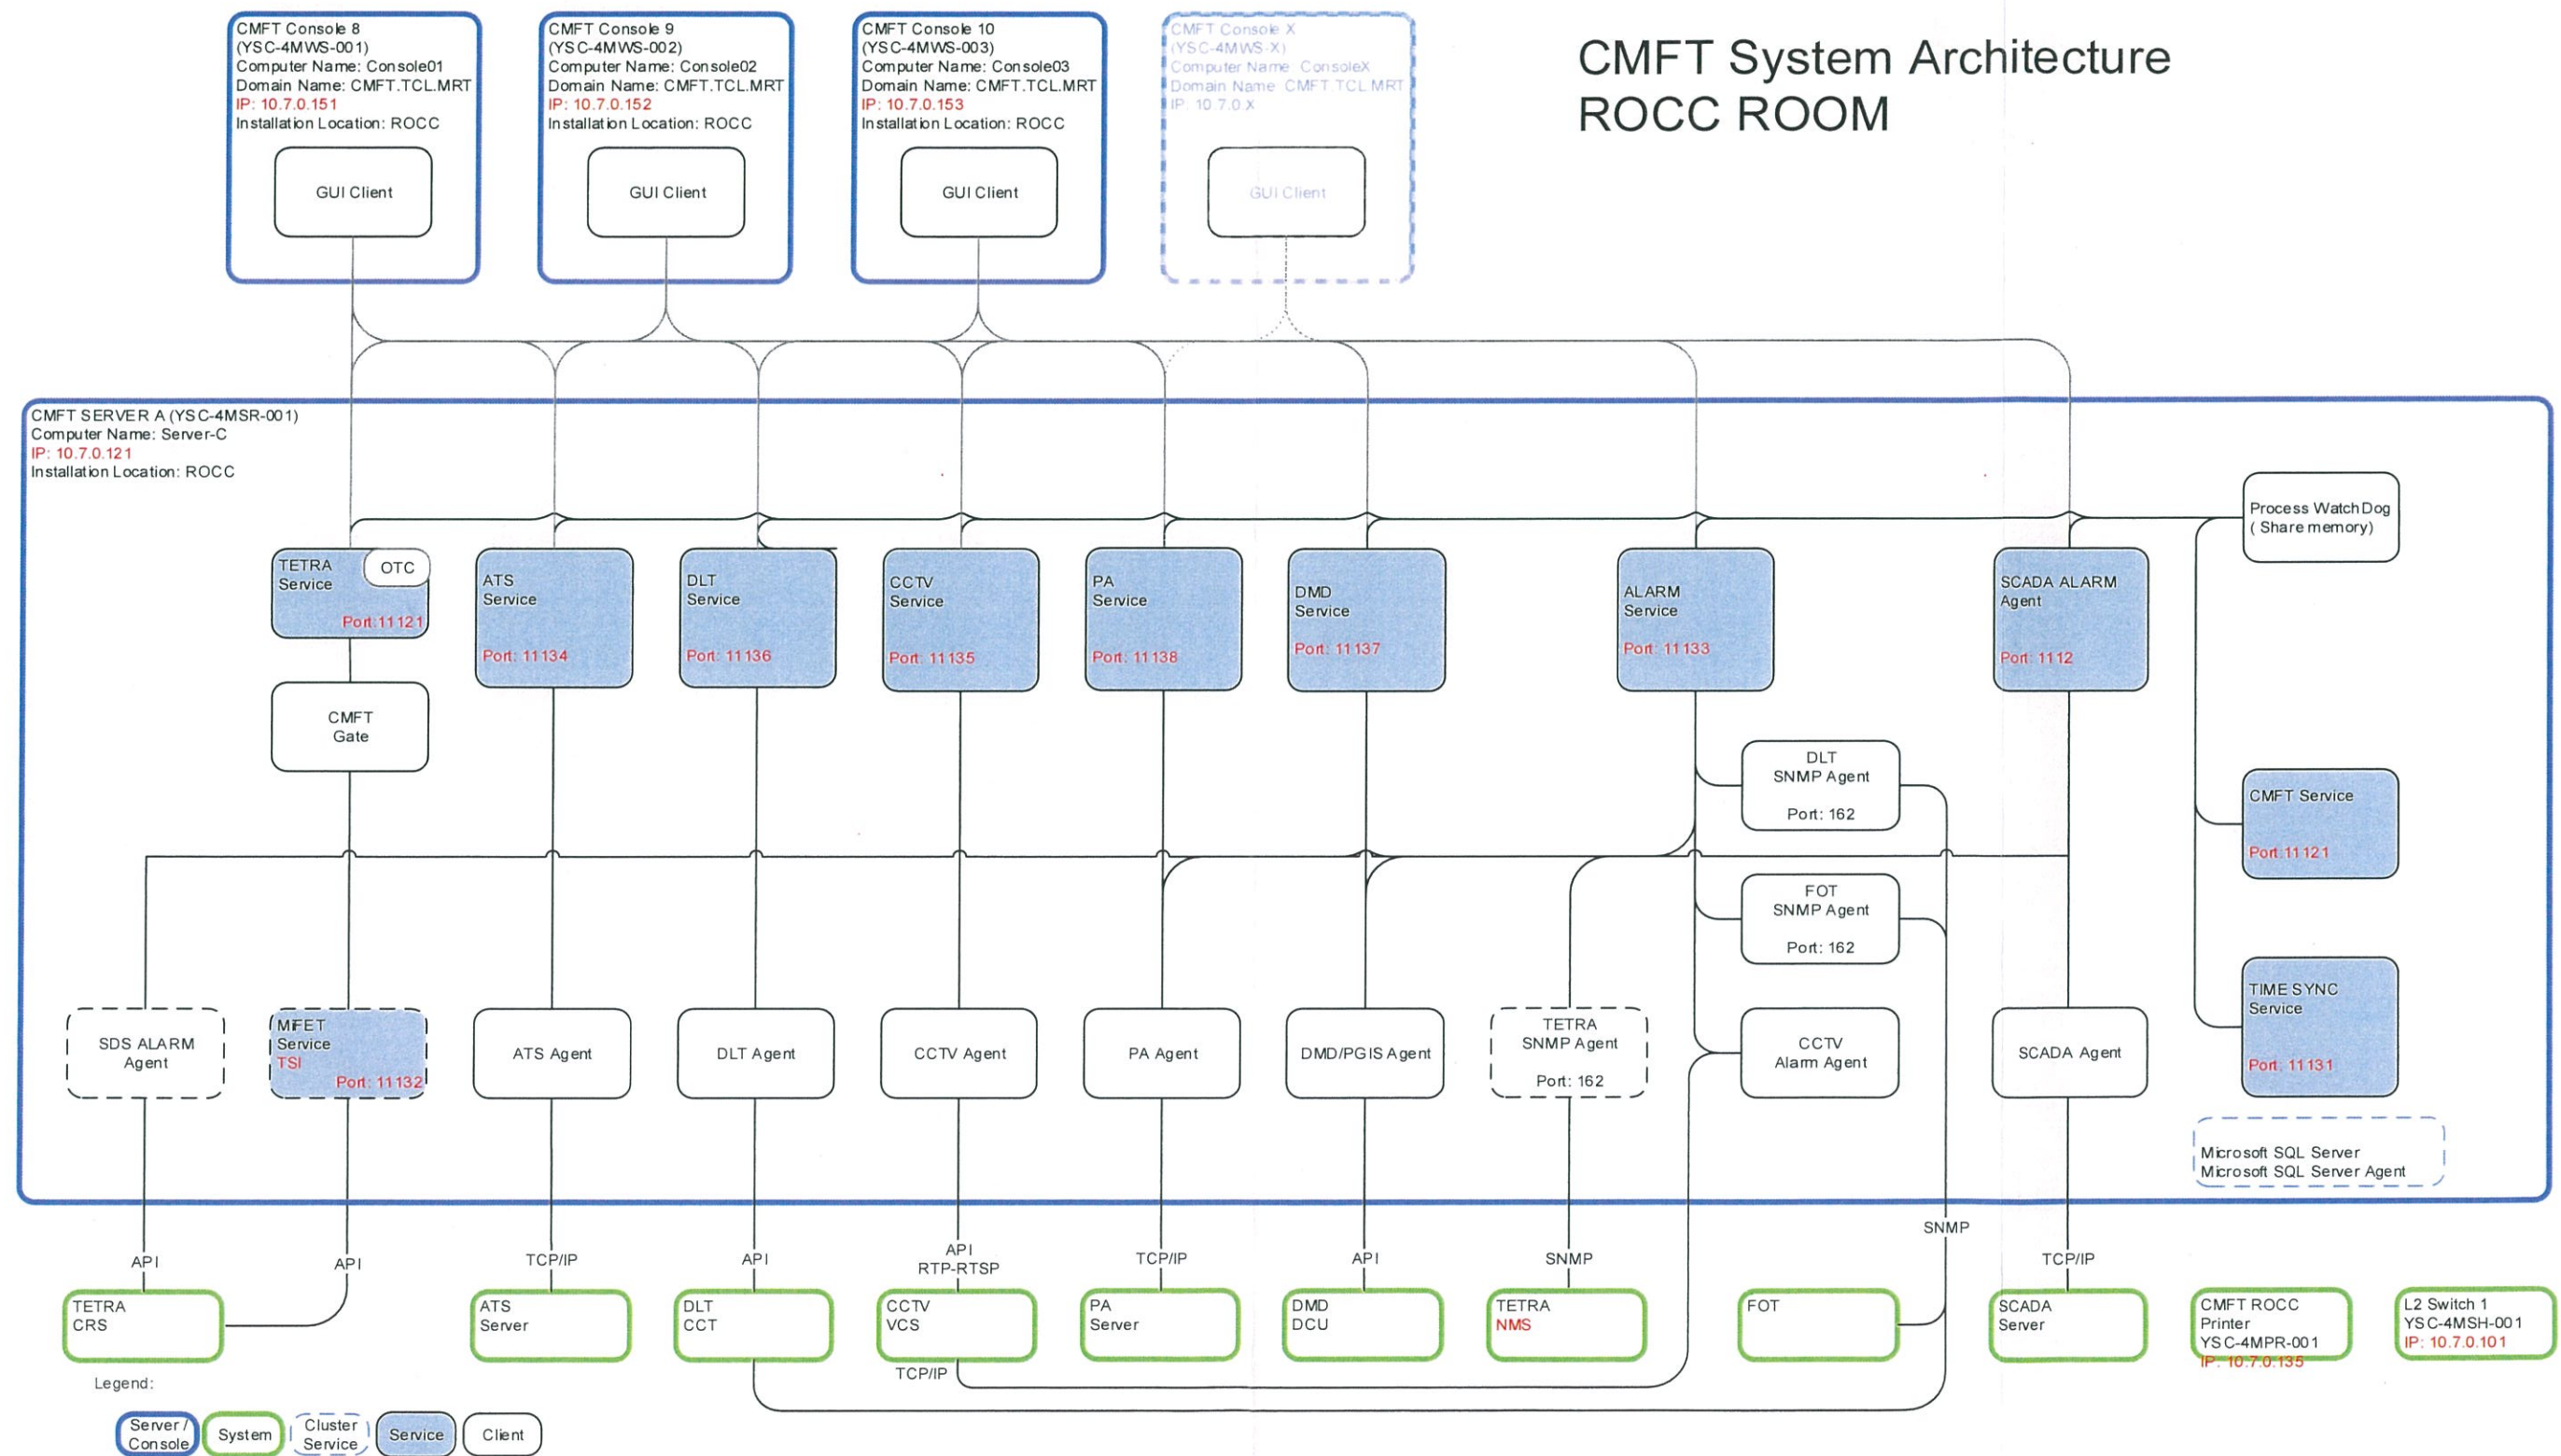 CMFT System Architecture
ROCC ROOM
CMFT Console 8
(YSC-4MWS-001)
Computer Name: Console01
Domain Name: CMFT.TCL.MRT
IP: 10.7.0.151
Installation Location: ROCC
GUI Client
CMFT Console 9
(YSC-4MWS-002)
Computer Name: Console02
Domain Name: CMFT.TCL.MRT
IP: 10.7.0.152
Installation Location: ROCC
GUI Client
CMFT Console 10
(YSC-4MWS-003)
Computer Name: Console03
Domain Name: CMFT.TCL.MRT
IP: 10.7.0.153
Installation Location: ROCC
GUI Client
CMFT Console X
(YSC-4MWS-X)
Computer Name: ConsoleX
Domain Name: CMFT.TCL.MRT
IP: 10.7.0.X
GUI Client
CMFT SERVER A (YSC-4MSR-001)
Computer Name: Server-C
IP: 10.7.0.121
Installation Location: ROCC
Process WatchDog
( Share memory)
TETRA
Service
OTC
Port:11121
ATS
Service
Port: 11134
DLT
Service
Port: 11136
CCTV
Service
Port: 11135
PA
Service
Port: 11138
DMD
Service
Port: 11137
ALARM
Service
Port: 11133
SCADA ALARM
Agent
Port: 1112
CMFT
Gate
DLT
SNMP Agent
Port: 162
CMFT Service
Port:11121
FOT
SNMP Agent
Port: 162
SDS ALARM
Agent
MFET
Service
TSI
Port: 11132
ATS Agent
DLT Agent
CCTV Agent
PA Agent
DMD/PGIS Agent
TETRA
SNMP Agent
Port: 162
CCTV
Alarm Agent
SCADA Agent
TIME SYNC
Service
Port: 11131
Microsoft SQL Server
Microsoft SQL Server Agent
API
API
TCP/IP
API
API
RTP-RTSP
TCP/IP
API
SNMP
SNMP
TCP/IP
TETRA
CRS
ATS
Server
DLT
CCT
CCTV
VCS
PA
Server
DMD
DCU
TETRA
NMS
FOT
SCADA
Server
CMFT ROCC
Printer
YSC-4MPR-001
IP: 10.7.0.135
L2 Switch 1
YSC-4MSH-001
IP: 10.7.0.101
TCP/IP
Legend:
Server /
Console
System
Cluster
Service
Service
Client